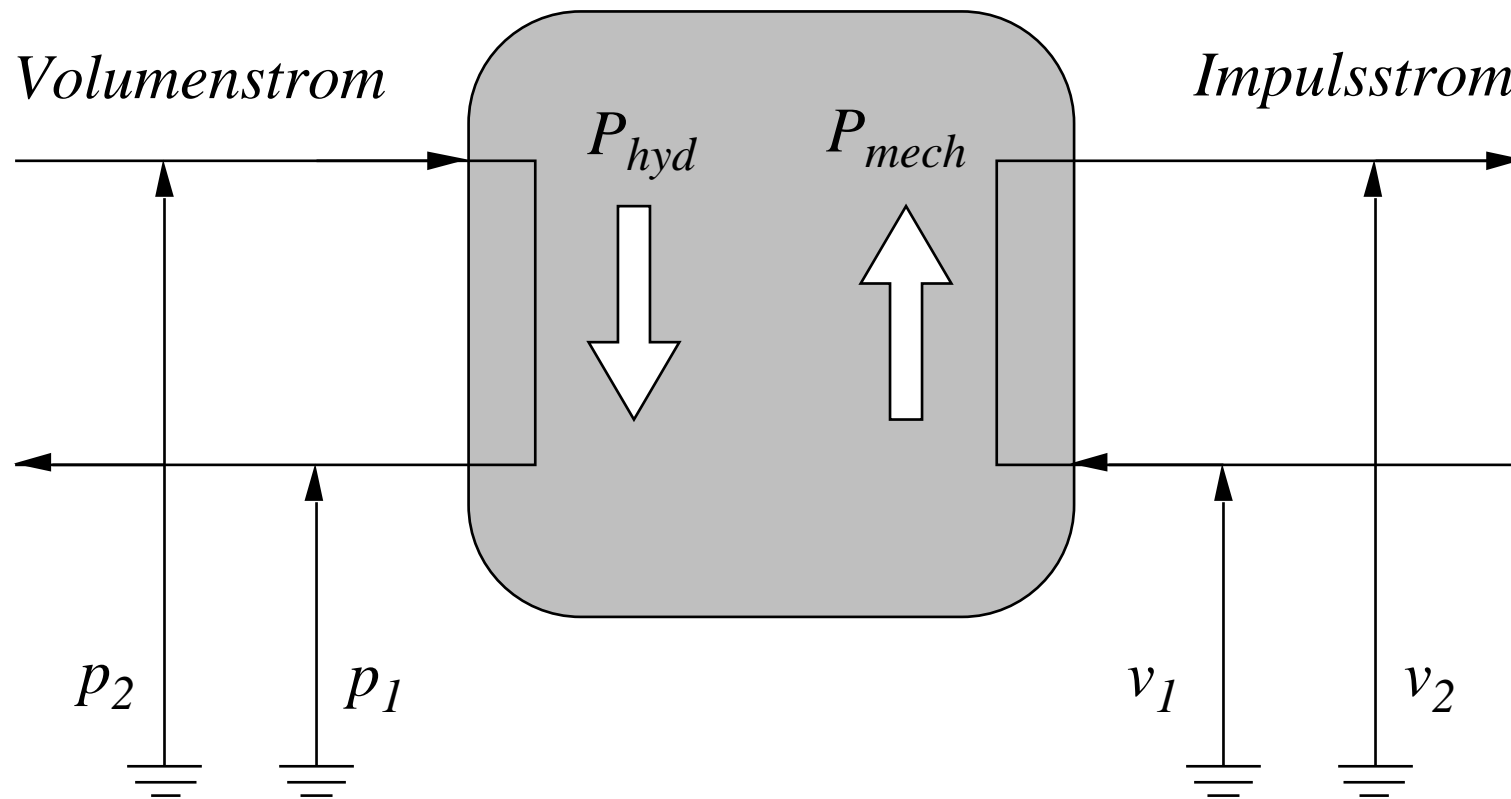 Volumenstrom
Impulsstrom
P_hyd
P_mech
p_2
p_1
v_1
v_2